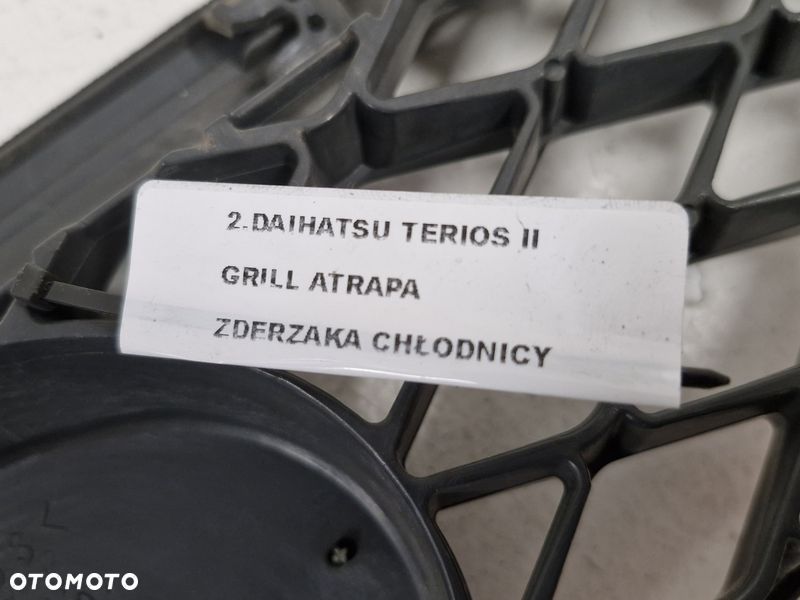 2.DAIHATSU TERIOS II
GRILL ATRAPA
ZDERZAKA CHŁODNICY
L
OTOMOTO